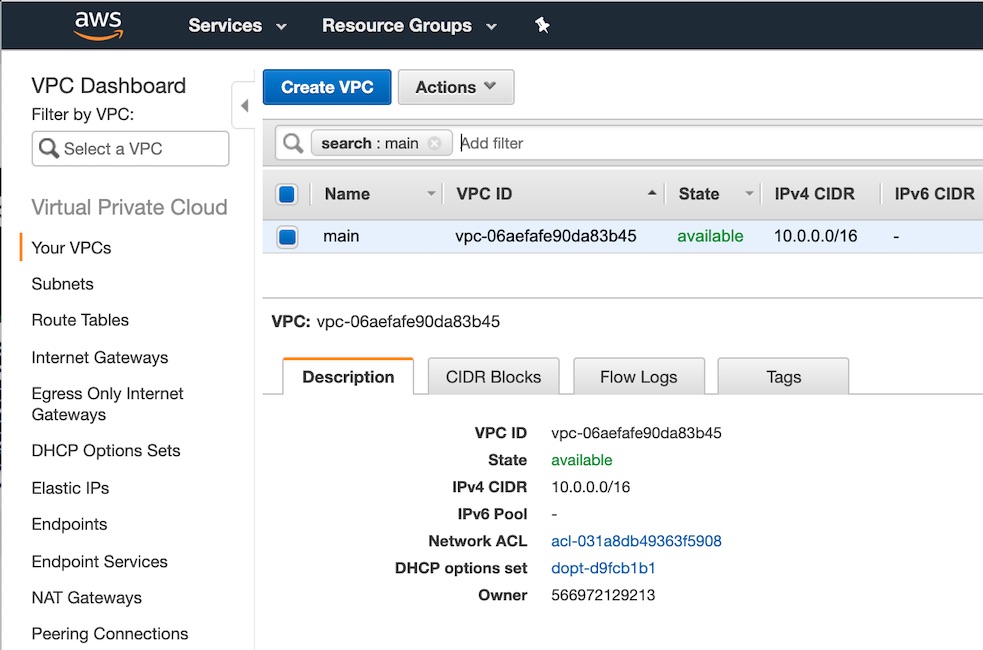 aws Services Resource Groups
VPC Dashboard
Filter by VPC:
Select a VPC
Virtual Private Cloud
Your VPCs
Subnets
Route Tables
Internet Gateways
Egress Only Internet
Gateways
DHCP Options Sets
Elastic IPs
Endpoints
Endpoint Services
NAT Gateways
Peering Connections
Create VPC Actions
search : main Add filter
Name VPC ID State IPv4 CIDR IPv6 CIDR
main vpc-06aefafe90da83b45 available 10.0.0.0/16 -
VPC: vpc-06aefafe90da83b45
Description CIDR Blocks Flow Logs Tags
VPC ID vpc-06aefafe90da83b45
State available
IPv4 CIDR 10.0.0.0/16
IPv6 Pool -
Network ACL acl-031a8db49363f5908
DHCP options set dopt-d9fcb1b1
Owner 566972129213